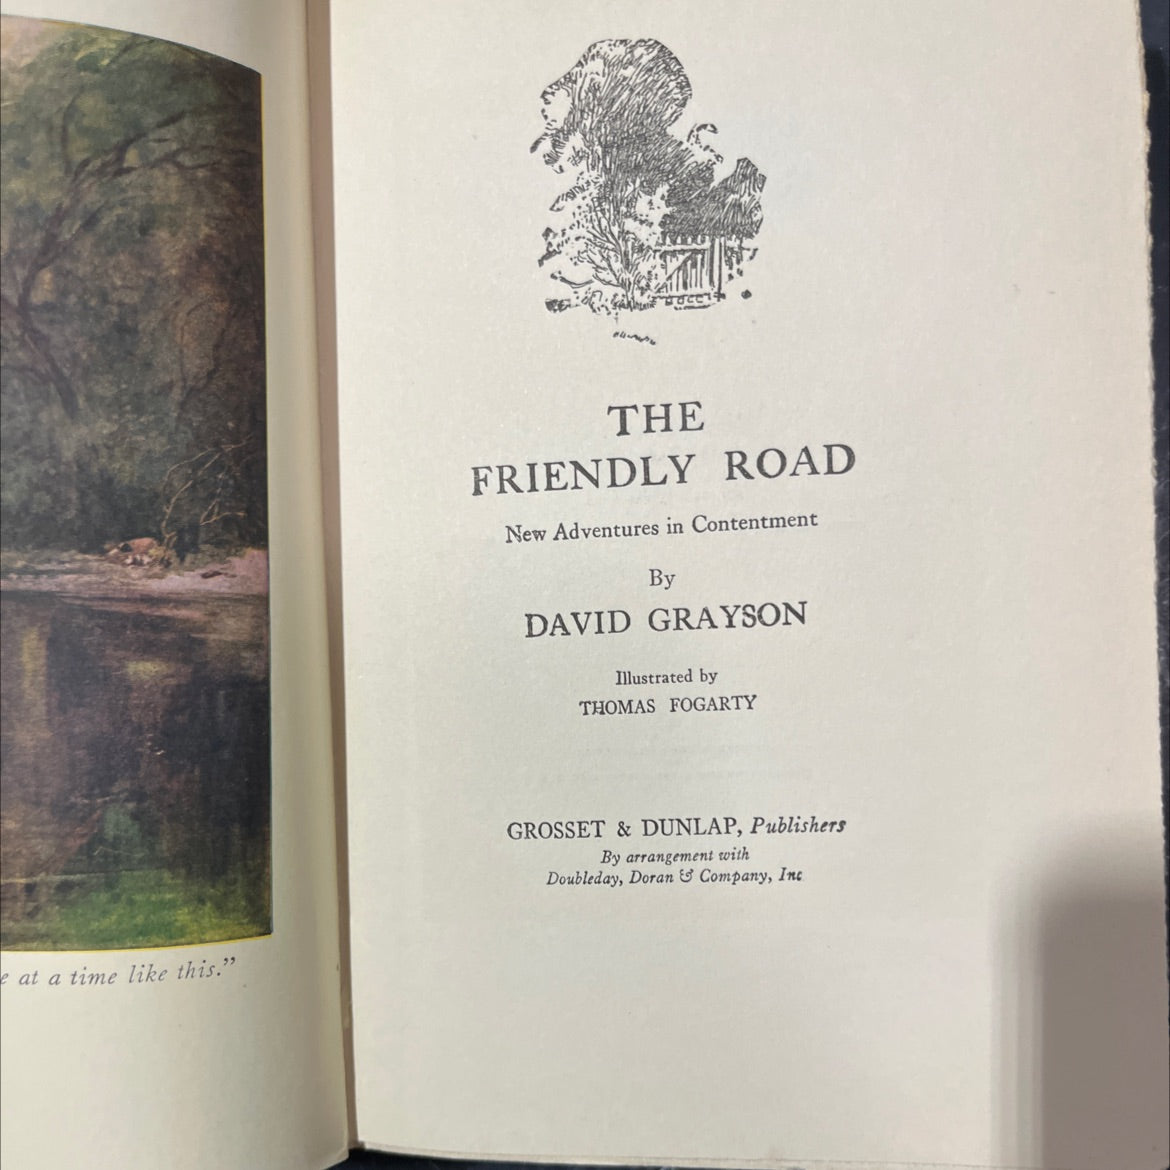 at a time like this.”
THE
FRIENDLY ROAD
New Adventures in Contentment
By
DAVID GRAYSON
Illustrated by
THOMAS FOGARTY
GROSSET & DUNLAP, Publishers
By arrangement with
Doubleday, Doran & Company, Inc